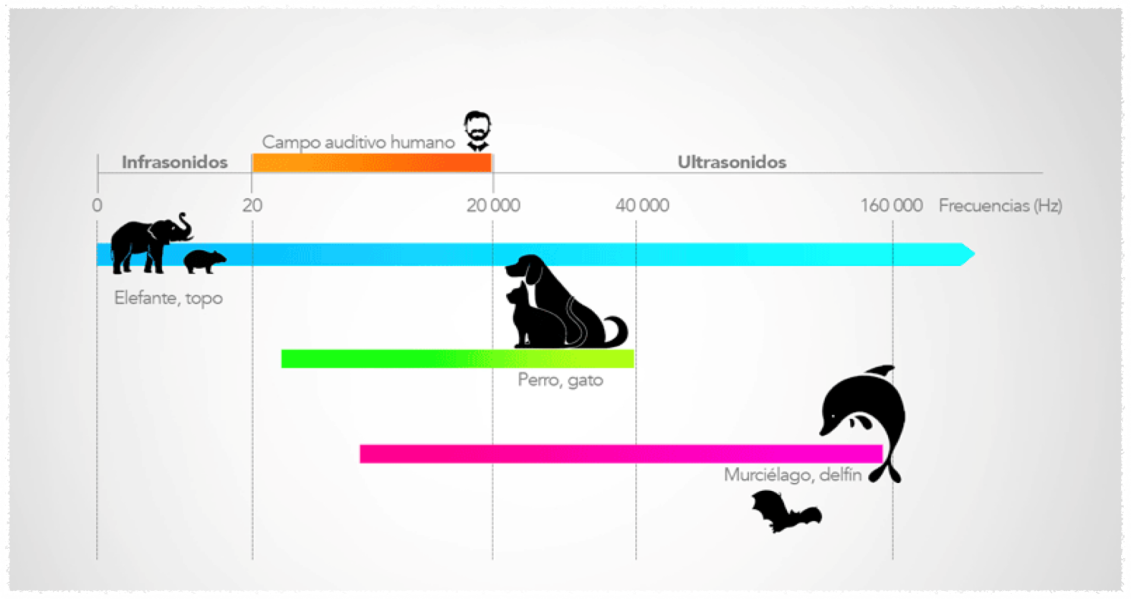 Campo auditivo humano
Infrasonidos
Ultrasonidos
0
20
20 000
40 000
160 000
Frecuencias (Hz)
Elefante, topo
Perro, gato
Murciélago, delfín